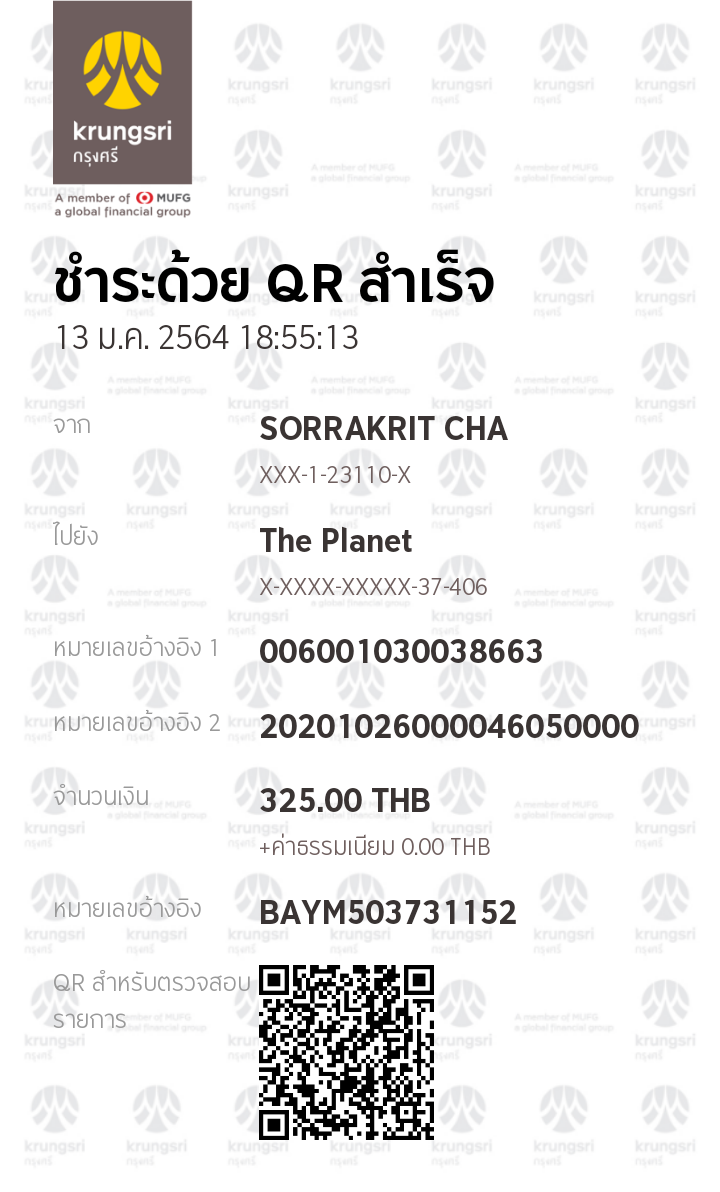 krungsri
กรุงศรี
A member of MUFG
a global financial group
ชำระด้วย QR สำเร็จ
13 ม.ค. 2564 18:55:13
จาก
SORRAKRIT CHA
XXX-1-23110-X
ไปยัง
The Planet
X-XXXX-XXXXX-37-406
หมายเลขอ้างอิง 1
006001030038663
หมายเลขอ้างอิง 2
20201026000046050000
จำนวนเงิน
325.00 THB
+ค่าธรรมเนียม 0.00 THB
หมายเลขอ้างอิง
BAYM503731152
QR สำหรับตรวจสอบ
รายการ